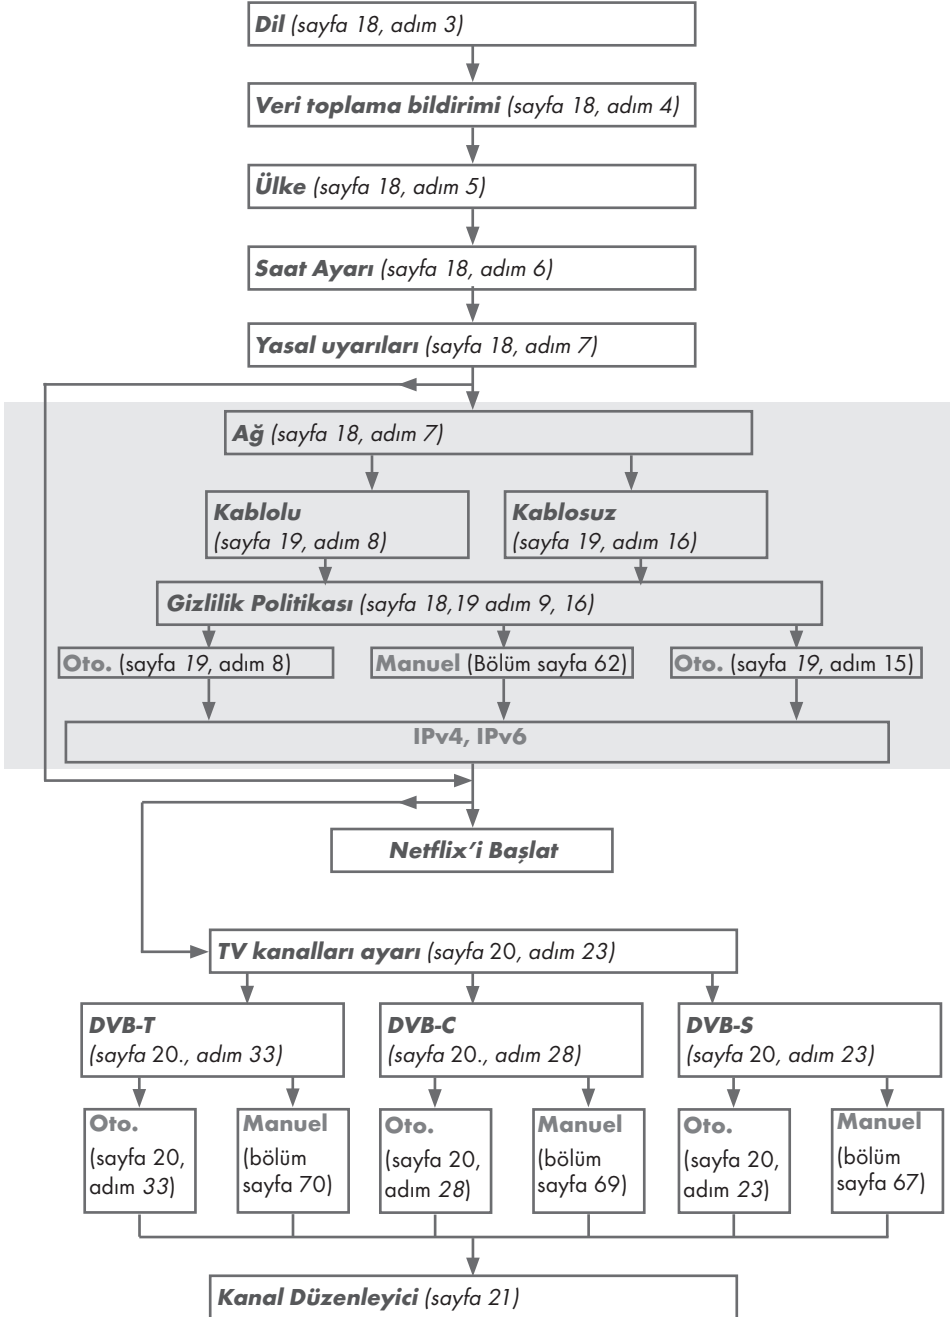 Dil (sayfa 18, adım 3)
Veri toplama bildirimi (sayfa 18, adım 4)
Ülke (sayfa 18, adım 5)
Saat Ayarı (sayfa 18, adım 6)
Yasal uyarıları (sayfa 18, adım 7)
Ağ (sayfa 18, adım 7)
Kablolu
(sayfa 19, adım 8)
Kablosuz
(sayfa 19, adım 16)
Gizlilik Politikası (sayfa 18,19 adım 9, 16)
Oto. (sayfa 19, adım 8)
Manuel (Bölüm sayfa 62)
Oto. (sayfa 19, adım 15)
IPv4, IPv6
Netflix’i Başlat
TV kanalları ayarı (sayfa 20, adım 23)
DVB-T
(sayfa 20., adım 33)
DVB-C
(sayfa 20., adım 28)
DVB-S
(sayfa 20, adım 23)
Oto.
(sayfa 20,
adım 33)
Manuel
(bölüm
sayfa 70)
Oto.
(sayfa 20,
adım 28)
Manuel
(bölüm
sayfa 69)
Oto.
(sayfa 20,
adım 23)
Manuel
(bölüm
sayfa 67)
Kanal Düzenleyici (sayfa 21)